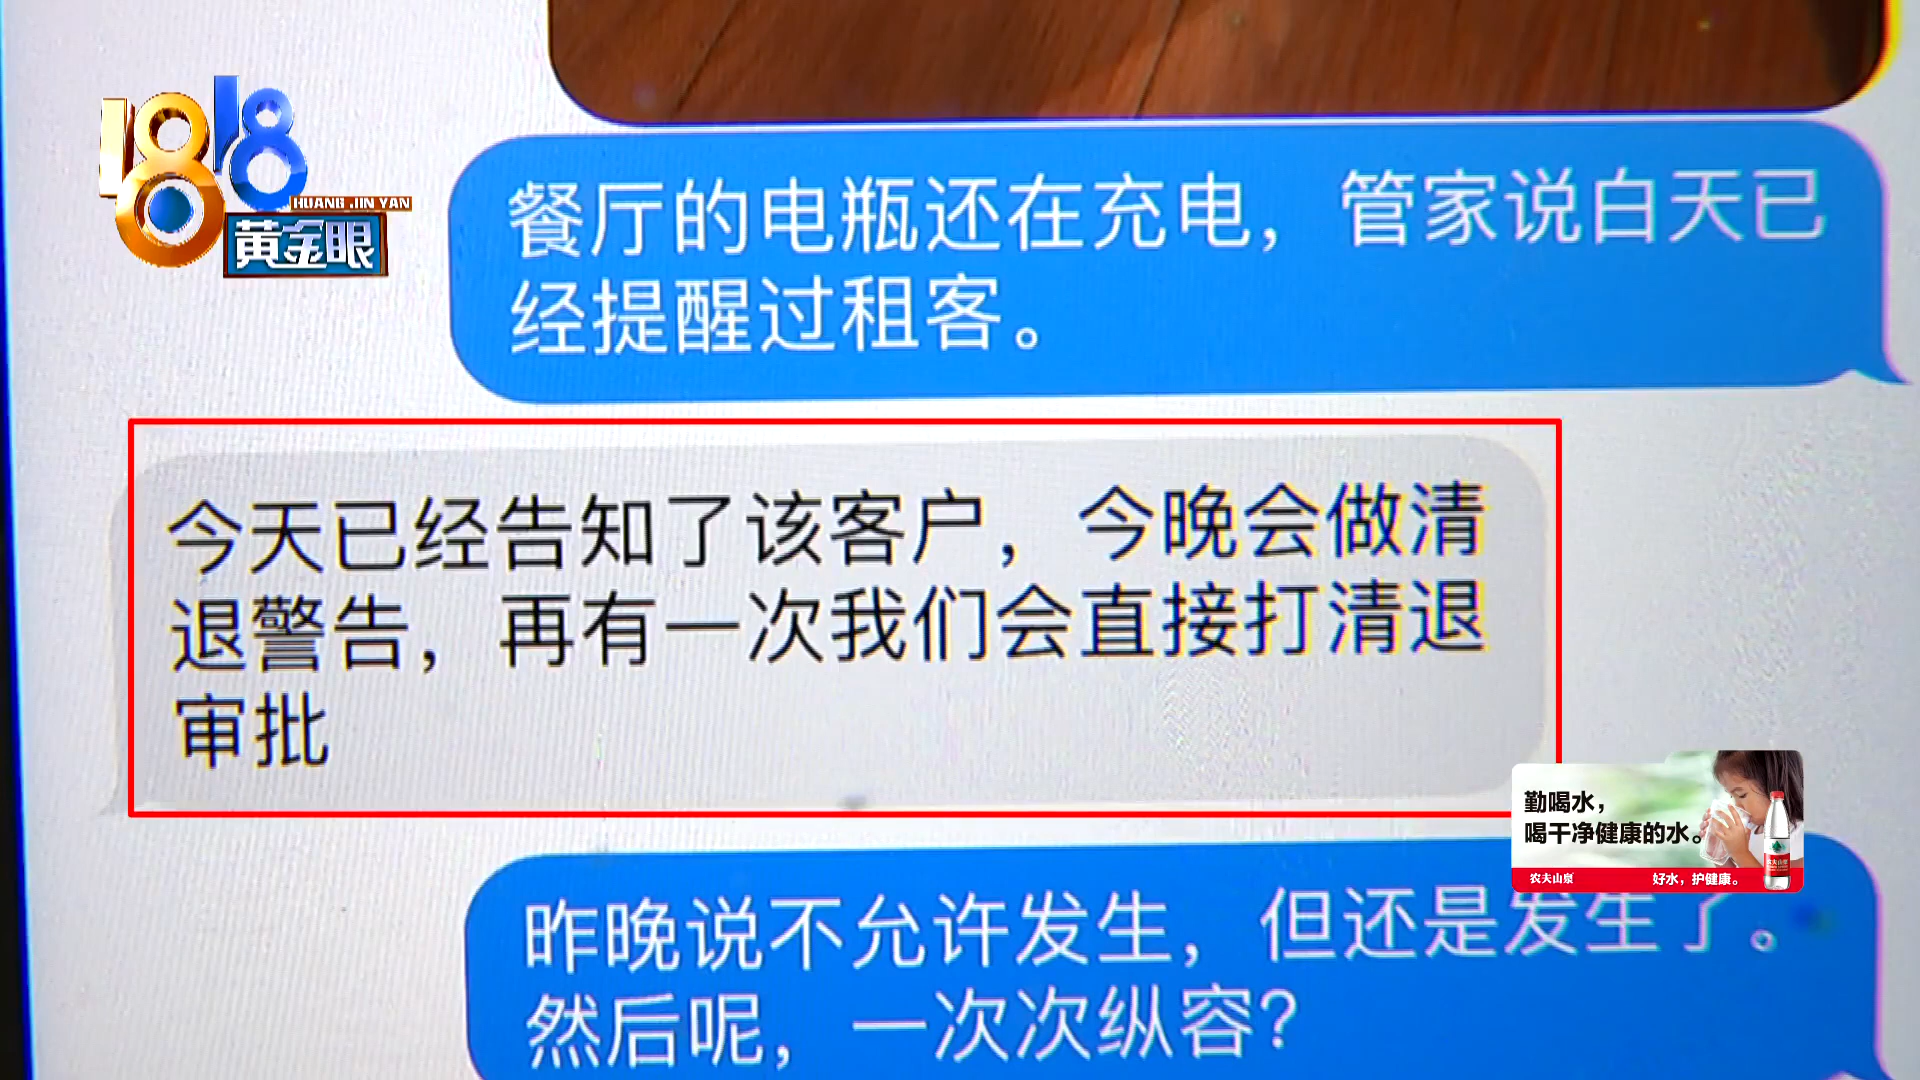 1818
HUANG JIN YAN
黄金眼
餐厅的电瓶还在充电，管家说白天已
经提醒过租客。
今天已经告知了该客户，今晚会做清
退警告，再有一次我们会直接打清退
审批
勤喝水，
喝干净健康的水。
农夫山泉
农夫山泉
好水，护健康。
昨晚说不允许发生，但还是发生了。
然后呢，一次次纵容？